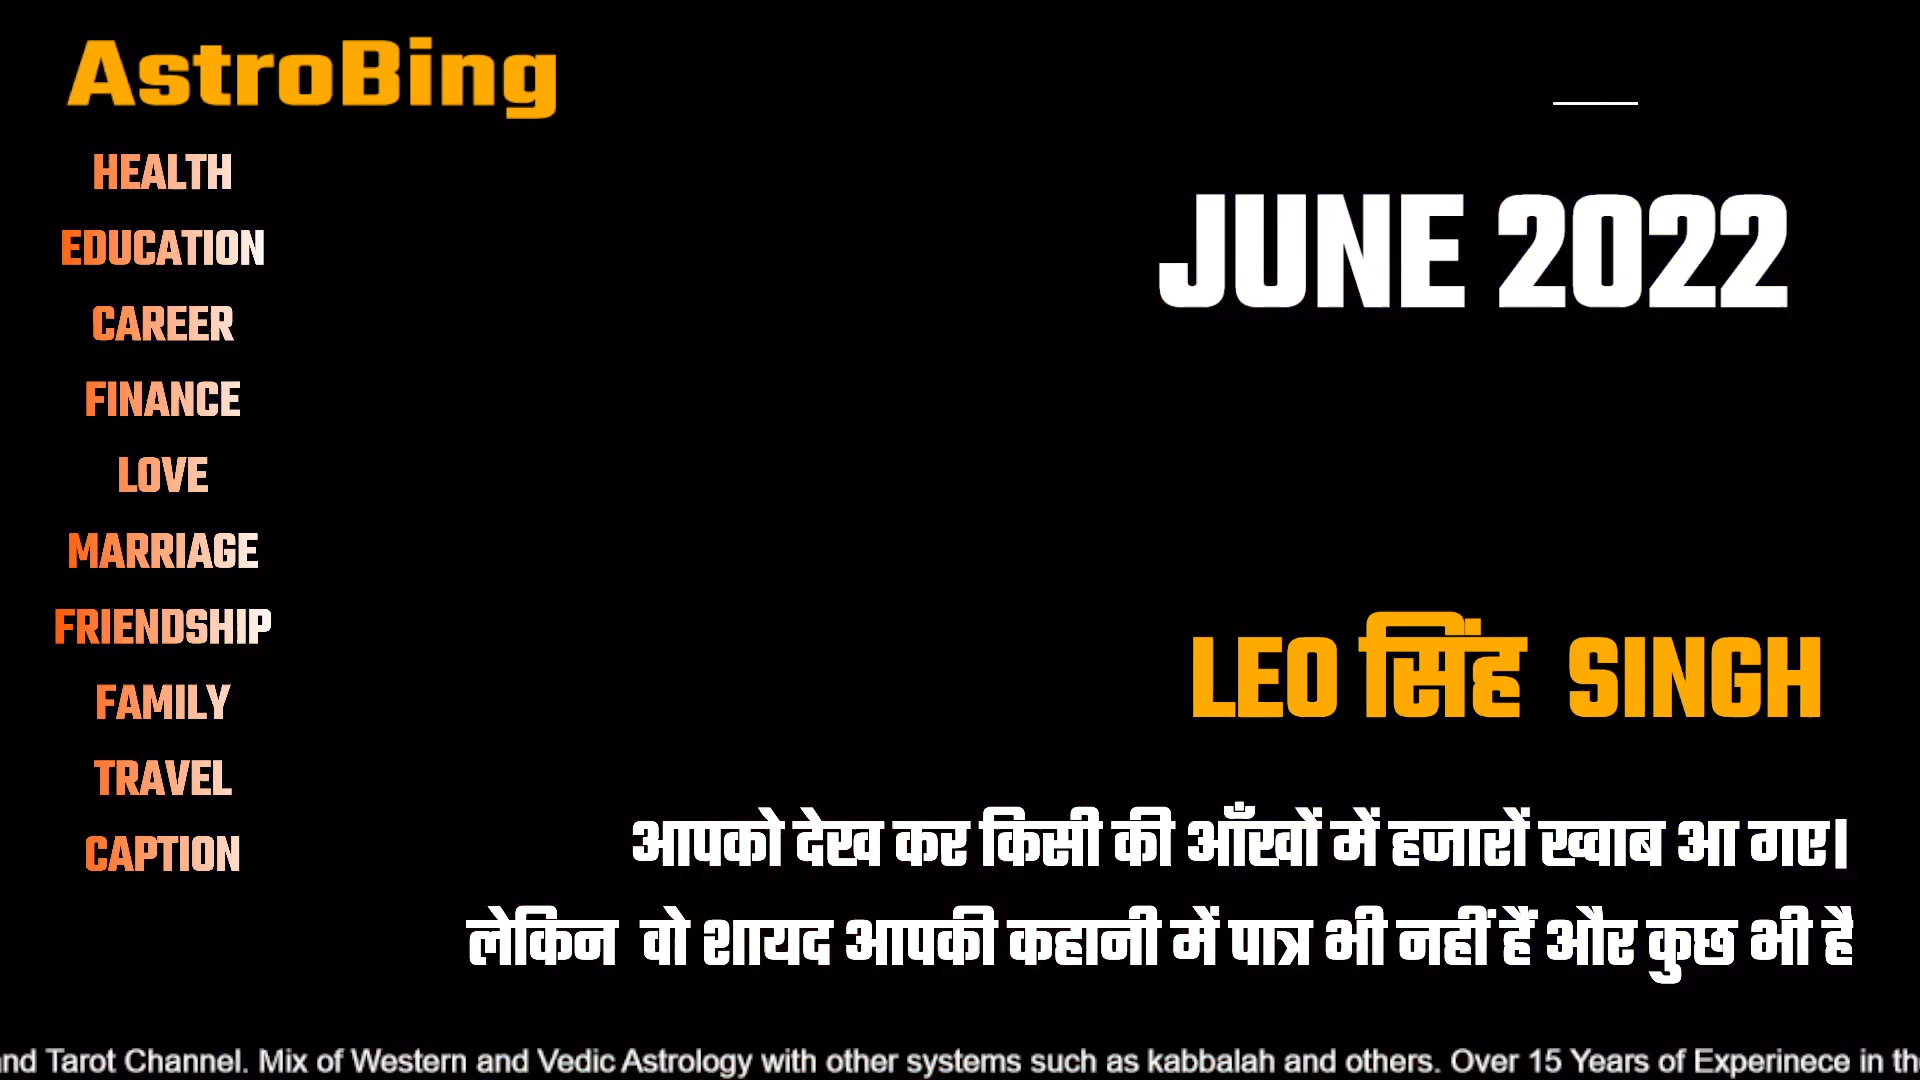 AstroBing
HEALTH
EDUCATION
CAREER
FINANCE
LOVE
MARRIAGE
FRIENDSHIP
FAMILY
TRAVEL
CAPTION
JUNE 2022
LEO सिंह SINGH
आपको देख कर किसी की आँखों में हजारों ख्वाब आ गए।
लेकिन वो शायद आपकी कहानी में पात्र भी नहीं हैं और कुछ भी है
and Tarot Channel. Mix of Western and Vedic Astrology with other systems such as kabbalah and others. Over 15 Years of Experinece in